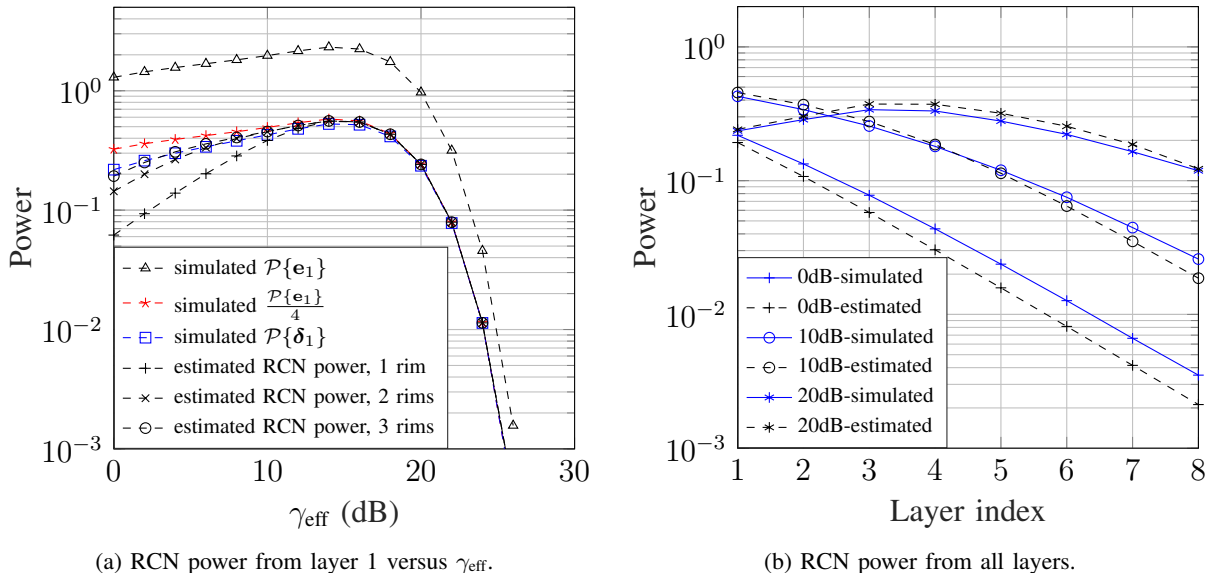 10^0
10^{-1}
10^{-2}
10^{-3}
Power
0 10 20 30
γ_eff (dB)
simulated 𝒫{𝐞_1}
simulated 𝒫{𝐞_1}/4
simulated 𝒫{𝜹_1}
estimated RCN power, 1 rim
estimated RCN power, 2 rims
estimated RCN power, 3 rims
(a) RCN power from layer 1 versus γ_eff.
10^0
10^{-1}
10^{-2}
10^{-3}
Power
1 2 3 4 5 6 7 8
Layer index
0dB-simulated
0dB-estimated
10dB-simulated
10dB-estimated
20dB-simulated
20dB-estimated
(b) RCN power from all layers.